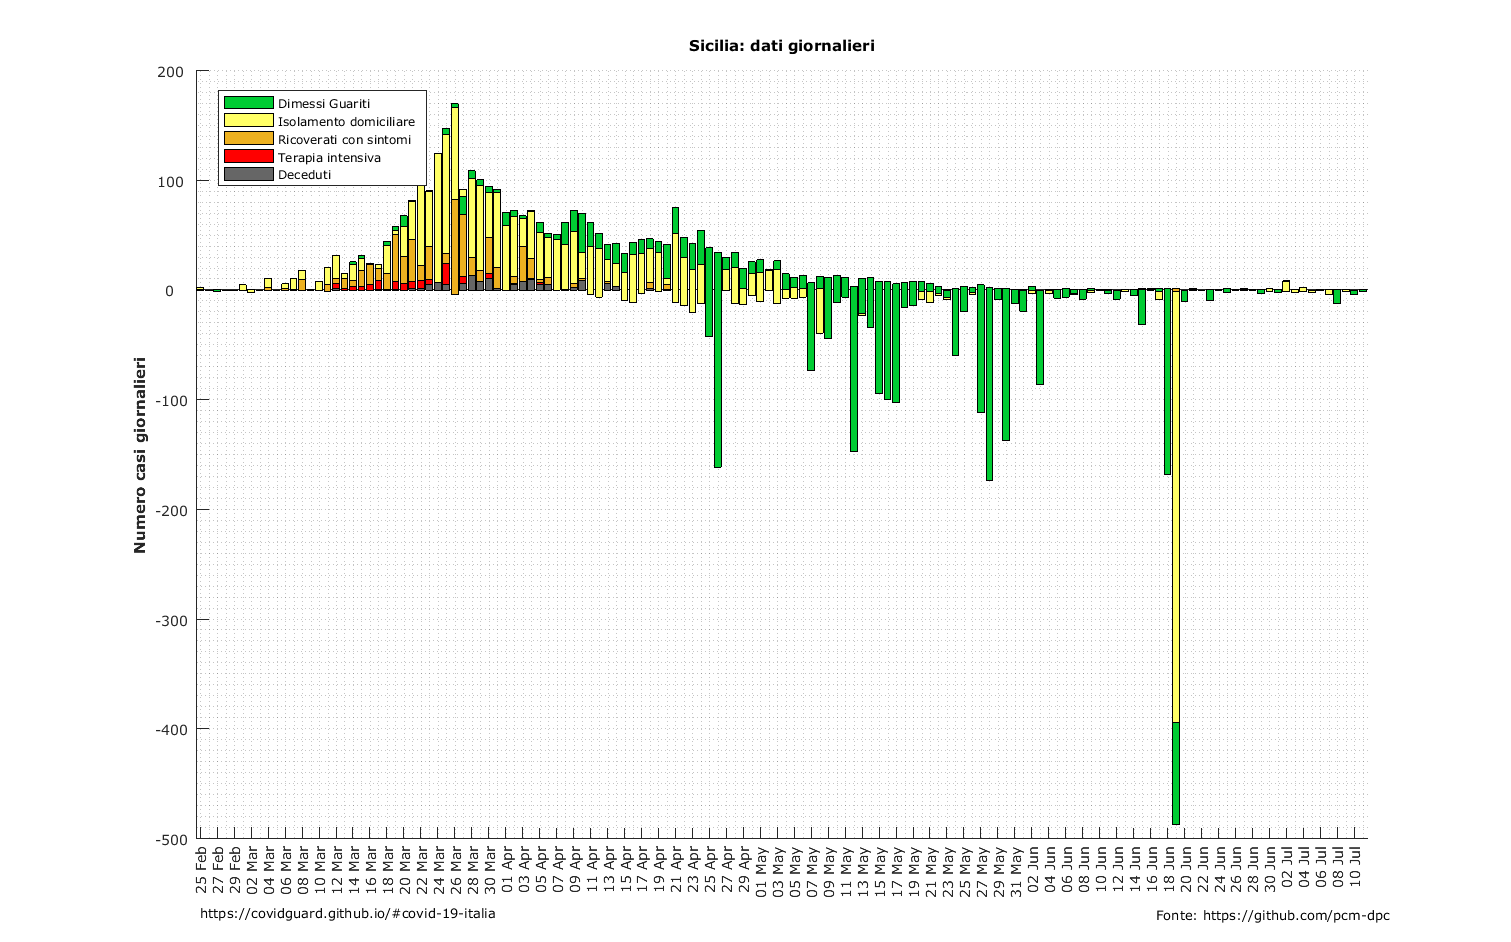 Sicilia: dati giornalieri
200
100
0
-100
-200
-300
-400
-500
Numero casi giornalieri
Dimessi Guariti
Isolamento domiciliare
Ricoverati con sintomi
Terapia intensiva
Deceduti
25 Feb
27 Feb
29 Feb
02 Mar
04 Mar
06 Mar
08 Mar
10 Mar
12 Mar
14 Mar
16 Mar
18 Mar
20 Mar
22 Mar
24 Mar
26 Mar
28 Mar
30 Mar
01 Apr
03 Apr
05 Apr
07 Apr
09 Apr
11 Apr
13 Apr
15 Apr
17 Apr
19 Apr
21 Apr
23 Apr
25 Apr
27 Apr
29 Apr
01 May
03 May
05 May
07 May
09 May
11 May
13 May
15 May
17 May
19 May
21 May
23 May
25 May
27 May
29 May
31 May
02 Jun
04 Jun
06 Jun
08 Jun
10 Jun
12 Jun
14 Jun
16 Jun
18 Jun
20 Jun
22 Jun
24 Jun
26 Jun
28 Jun
30 Jun
02 Jul
04 Jul
06 Jul
08 Jul
10 Jul
https://covidguard.github.io/#covid-19-italia
Fonte: https://github.com/pcm-dpc